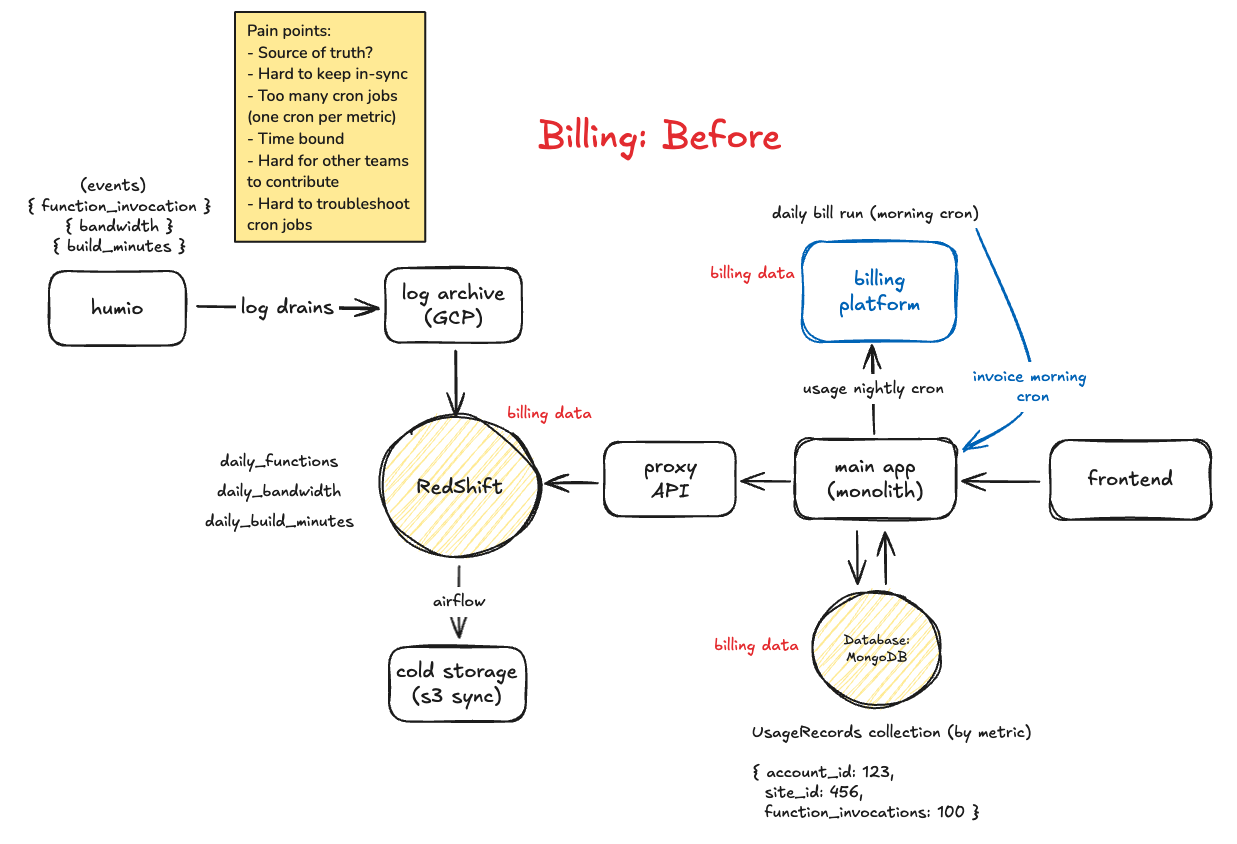 Pain points:
- Source of truth?
- Hard to keep in-sync
- Too many cron jobs
(one cron per metric)
- Time bound
- Hard for other teams
to contribute
- Hard to troubleshoot
cron jobs
Billing: Before
(events)
{ function_invocation }
{ bandwidth }
{ build_minutes }
humio
log drains
log archive
(GCP)
daily bill run (morning cron)
billing data
billing
platform
usage nightly cron
invoice morning
cron
billing data
daily_functions
daily_bandwidth
daily_build_minutes
RedShift
proxy
API
main app
(monolith)
frontend
airflow
cold storage
(s3 sync)
billing data
Database:
MongoDB
UsageRecords collection (by metric)
{ account_id: 123,
site_id: 456,
function_invocations: 100 }